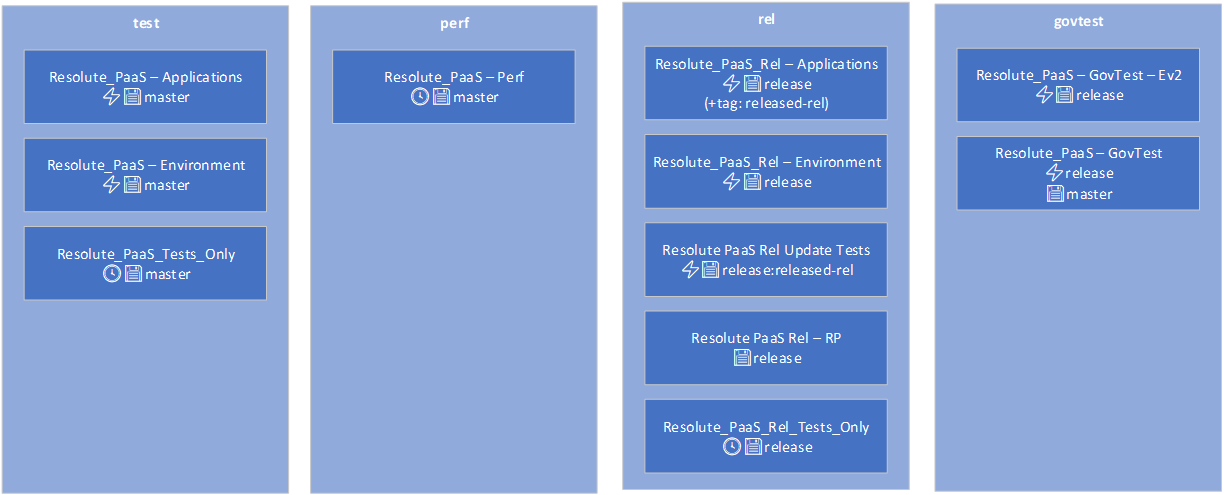 test
Resolute_PaaS – Applications
master
Resolute_PaaS – Environment
master
Resolute_PaaS_Tests_Only
master
perf
Resolute_PaaS – Perf
master
rel
Resolute_PaaS_Rel – Applications
release
(+tag: released-rel)
Resolute_PaaS_Rel – Environment
release
Resolute PaaS Rel Update Tests
release:released-rel
Resolute PaaS Rel – RP
release
Resolute_PaaS_Rel_Tests_Only
release
govtest
Resolute_PaaS – GovTest – Ev2
release
Resolute_PaaS – GovTest
release
master